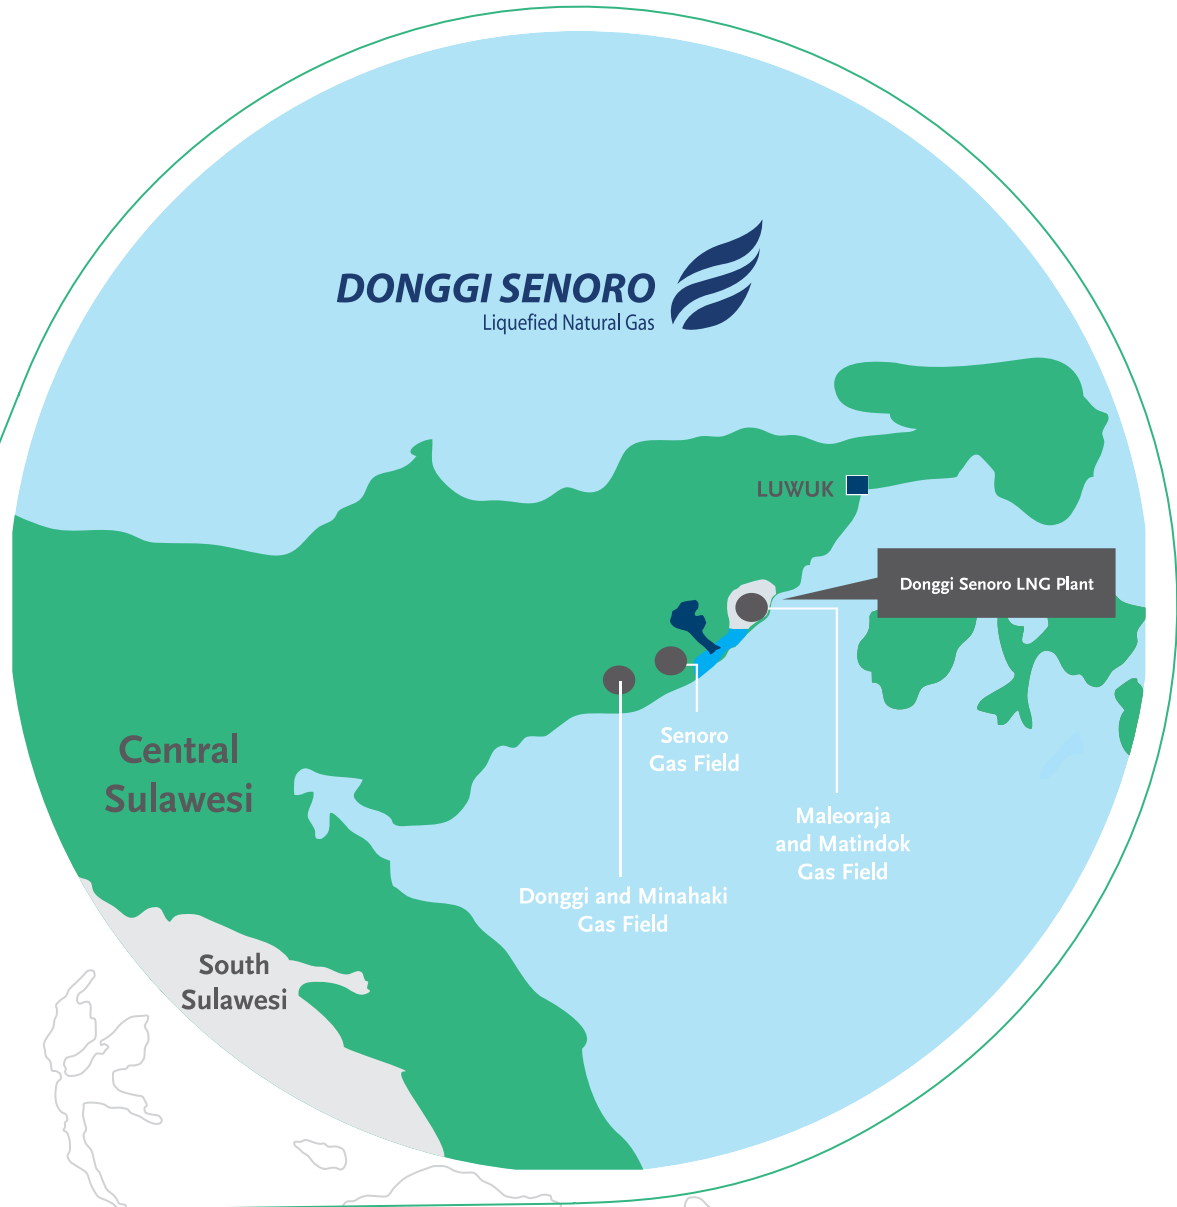 DONGGI SENORO
Liquefied Natural Gas
LUWUK
Donggi Senoro LNG Plant
Central
Sulawesi
Senoro
Gas Field
Maleoraja
and Matindok
Gas Field
Donggi and Minahaki
Gas Field
South
Sulawesi